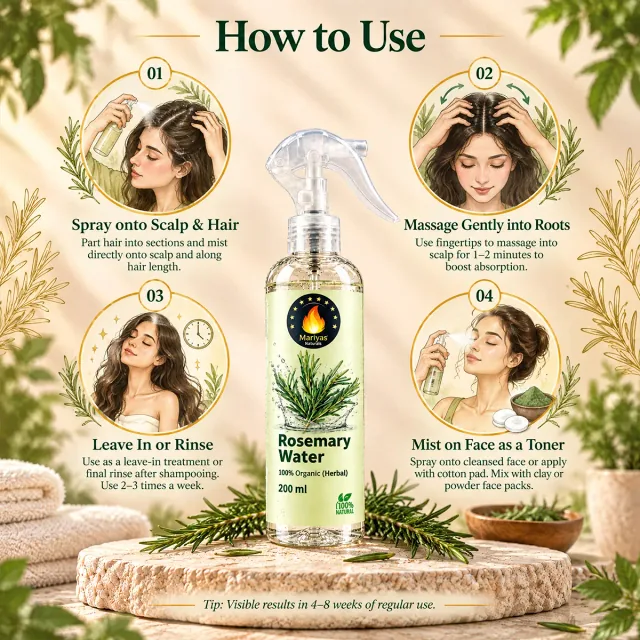 How to Use
01
Spray onto Scalp & Hair
Part hair into sections and mist
directly onto scalp and along
hair length.
02
Massage Gently into Roots
Use fingertips to massage into
scalp for 1–2 minutes to
boost absorption.
03
Leave In or Rinse
Use as a leave-in treatment or
final rinse after shampooing.
Use 2–3 times a week.
04
Mist on Face as a Toner
Spray onto cleansed face or apply
with cotton pad. Mix with clay or
powder face packs.
Mariyas
Naturals
Rosemary
Water
100% Organic (Herbal)
200 ml
100%
NATURAL
Tip: Visible results in 4–8 weeks of regular use.